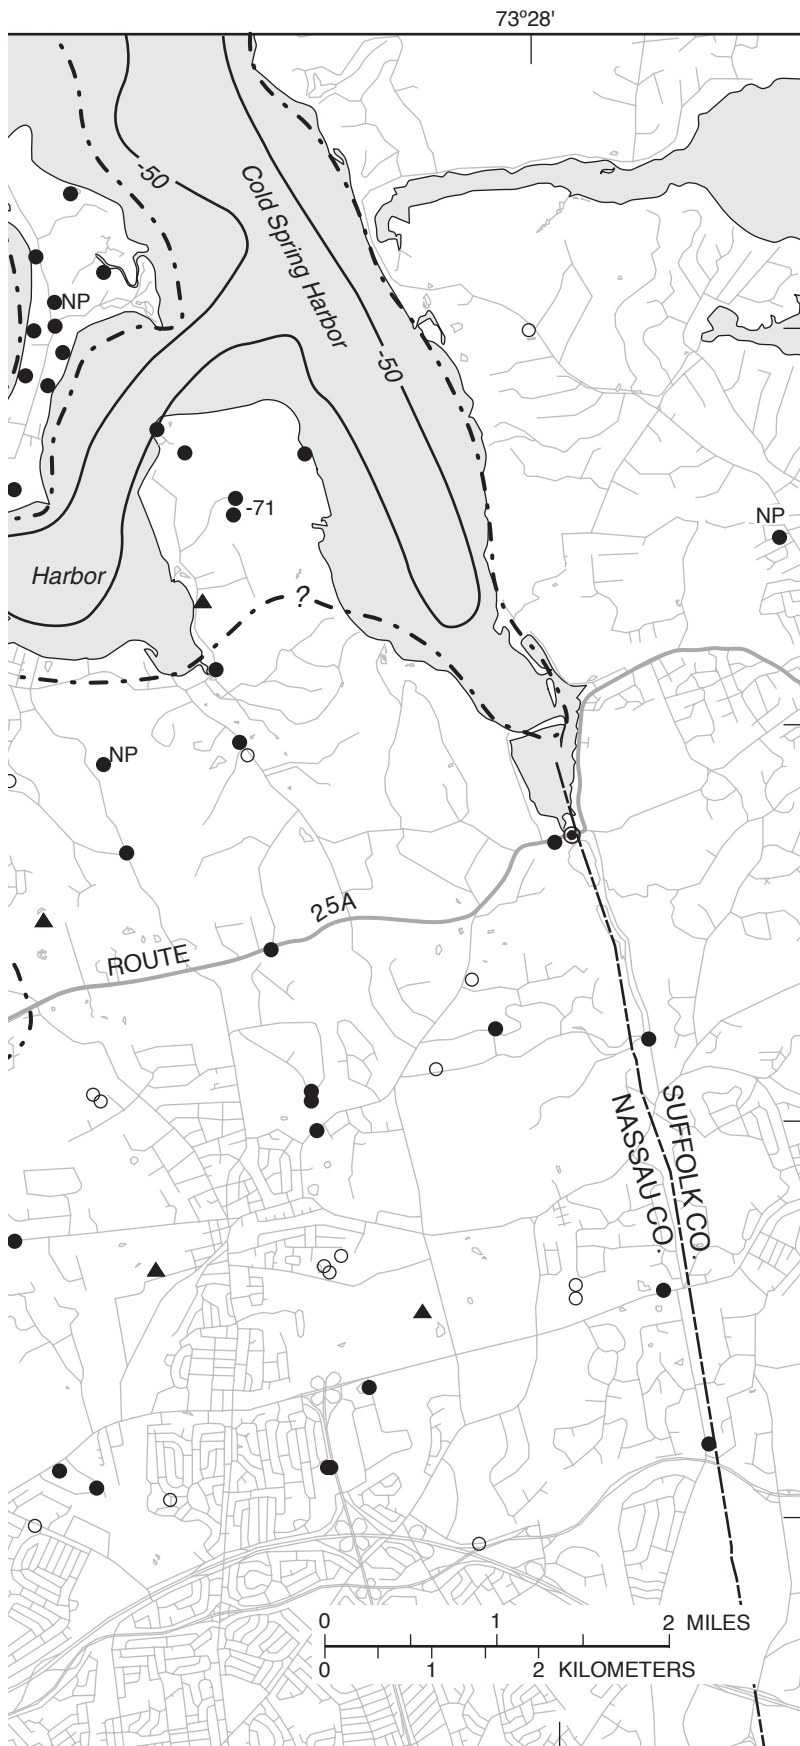 73°28'
-50
Cold Spring Harbor
NP
-50
-71
NP
Harbor
?
NP
25A
ROUTE
SUFFOLK CO.
NASSAU CO.
0 1 2 MILES
0 1 2 KILOMETERS